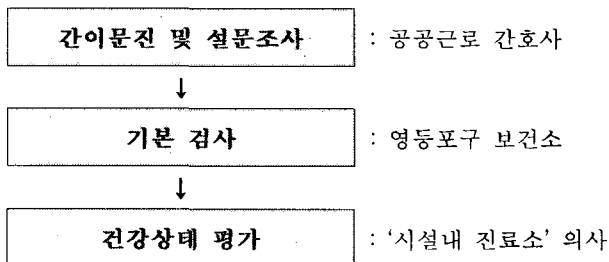 간이문진 및 설문조사 : 공공근로 간호사
↓
기본 검사 : 영등포구 보건소
↓
건강상태 평가 : ‘시설내 진료소’ 의사